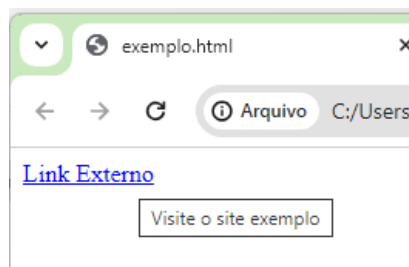 exemplo.html
Arquivo C:/Users
Link Externo
Visite o site exemplo